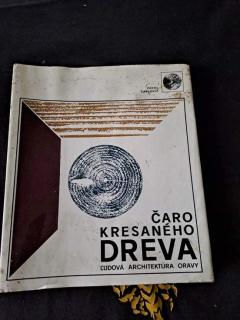 ČARO
KRESANÉHO
DREVA
ĽUDOVÁ ARCHITEKTÚRA ORAVY